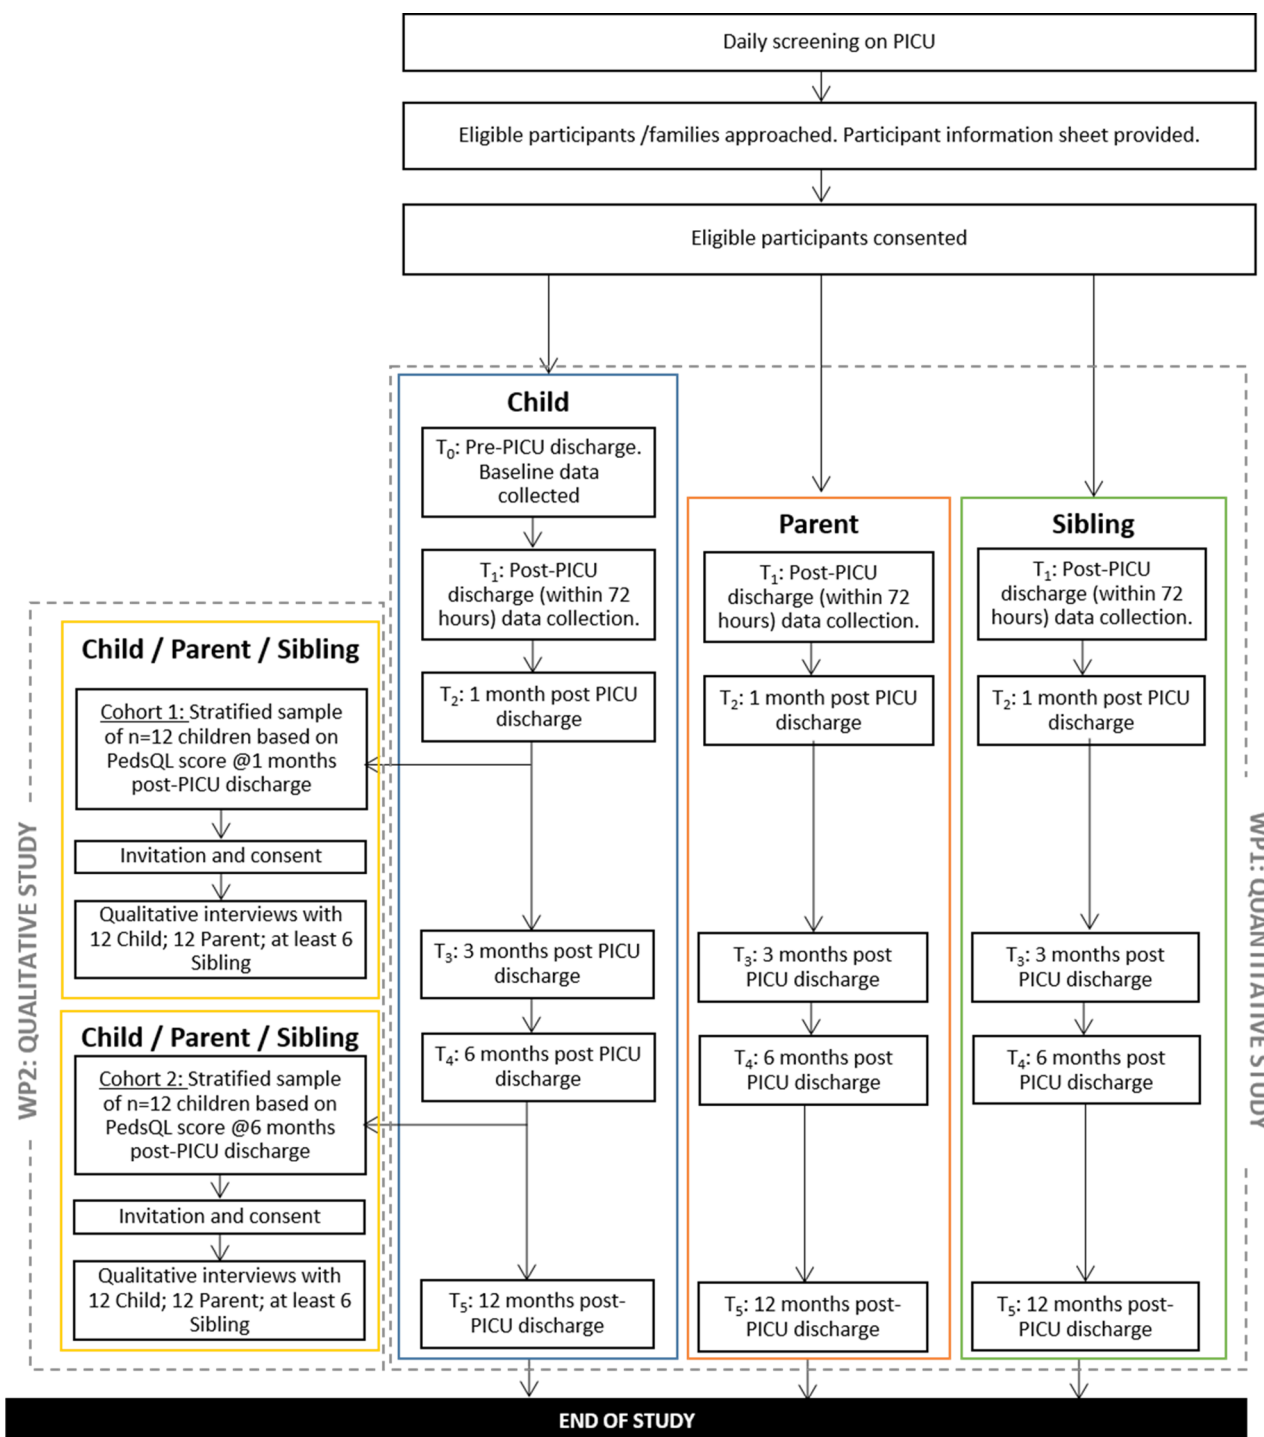 Daily screening on PICU
Eligible participants /families approached. Participant information sheet provided.
Eligible participants consented
Child
T₀: Pre-PICU discharge.
Baseline data
collected
T₁: Post-PICU
discharge (within 72
hours) data collection.
T₂: 1 month post PICU
discharge
T₃: 3 months post PICU
discharge
T₄: 6 months post PICU
discharge
T₅: 12 months post-
PICU discharge
Parent
T₁: Post-PICU
discharge (within 72
hours) data collection.
T₂: 1 month post PICU
discharge
T₃: 3 months post
PICU discharge
T₄: 6 months post
PICU discharge
T₅: 12 months post-
PICU discharge
Sibling
T₁: Post-PICU
discharge (within 72
hours) data collection.
T₂: 1 month post PICU
discharge
T₃: 3 months post
PICU discharge
T₄: 6 months post
PICU discharge
T₅: 12 months post-
PICU discharge
WP1: QUANTITATIVE STUDY
WP2: QUALITATIVE STUDY
Child / Parent / Sibling
Cohort 1: Stratified sample
of n=12 children based on
PedsQL score @1 months
post-PICU discharge
Invitation and consent
Qualitative interviews with
12 Child; 12 Parent; at least 6
Sibling
Child / Parent / Sibling
Cohort 2: Stratified sample
of n=12 children based on
PedsQL score @6 months
post-PICU discharge
Invitation and consent
Qualitative interviews with
12 Child; 12 Parent; at least 6
Sibling
END OF STUDY